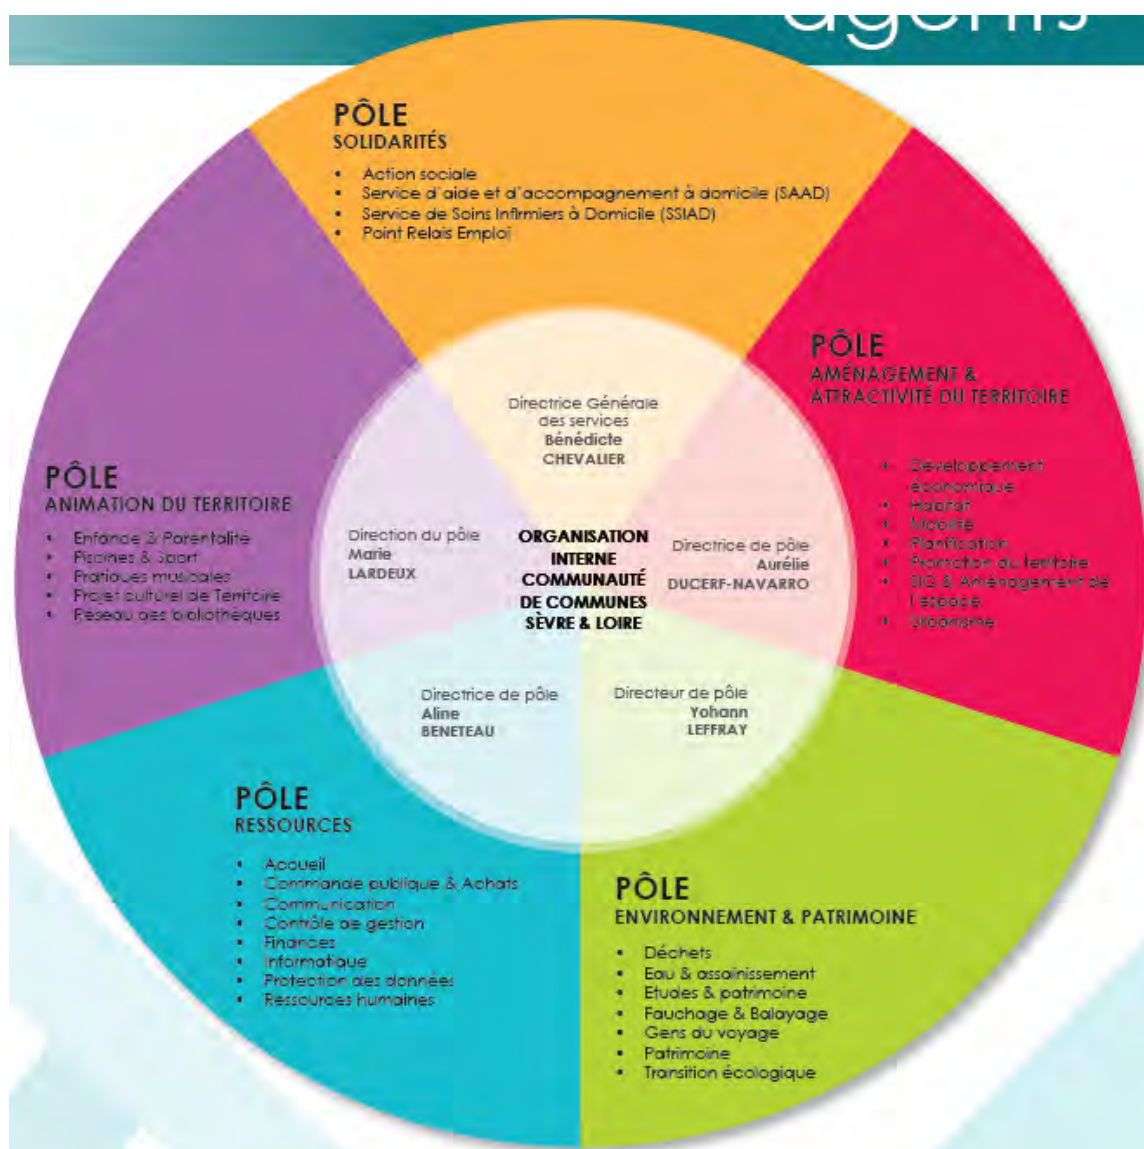 agents
PÔLE
SOLIDARITÉS
• Action sociale
• Service d'aide et d'accompagnement à domicile (SAAD)
• Service de Soins Infirmiers à Domicile (SSIAD)
• Point Relais Emploi
PÔLE
AMÉNAGEMENT &
ATTRACTIVITÉ DU TERRITOIRE
• Développement
économique
• Habitat
• Mobilité
• Planification
• Promotion du territoire
• SIG & Aménagement de
l'espace
• Urbanisme
PÔLE
ENVIRONNEMENT & PATRIMOINE
• Déchets
• Eau & assainissement
• Etudes & patrimoine
• Fauchage & Balayage
• Gens du voyage
• Patrimoine
• Transition écologique
PÔLE
RESSOURCES
• Accueil
• Commande publique & Achats
• Communication
• Contrôle de gestion
• Finances
• Informatique
• Protection des données
• Ressources humaines
PÔLE
ANIMATION DU TERRITOIRE
• Enfance & Parentalité
• Piscines & Sport
• Pratiques musicales
• Projet culturel de Territoire
• Réseau des bibliothèques
Directrice Générale
des services
Bénédicte
CHEVALIER
Directrice de pôle
Aurélie
DUCERF-NAVARRO
Directeur de pôle
Yohann
LEFFRAY
Directrice de pôle
Aline
BENETEAU
Direction du pôle
Marie
LARDEUX
ORGANISATION
INTERNE
COMMUNAUTÉ
DE COMMUNES
SÈVRE & LOIRE